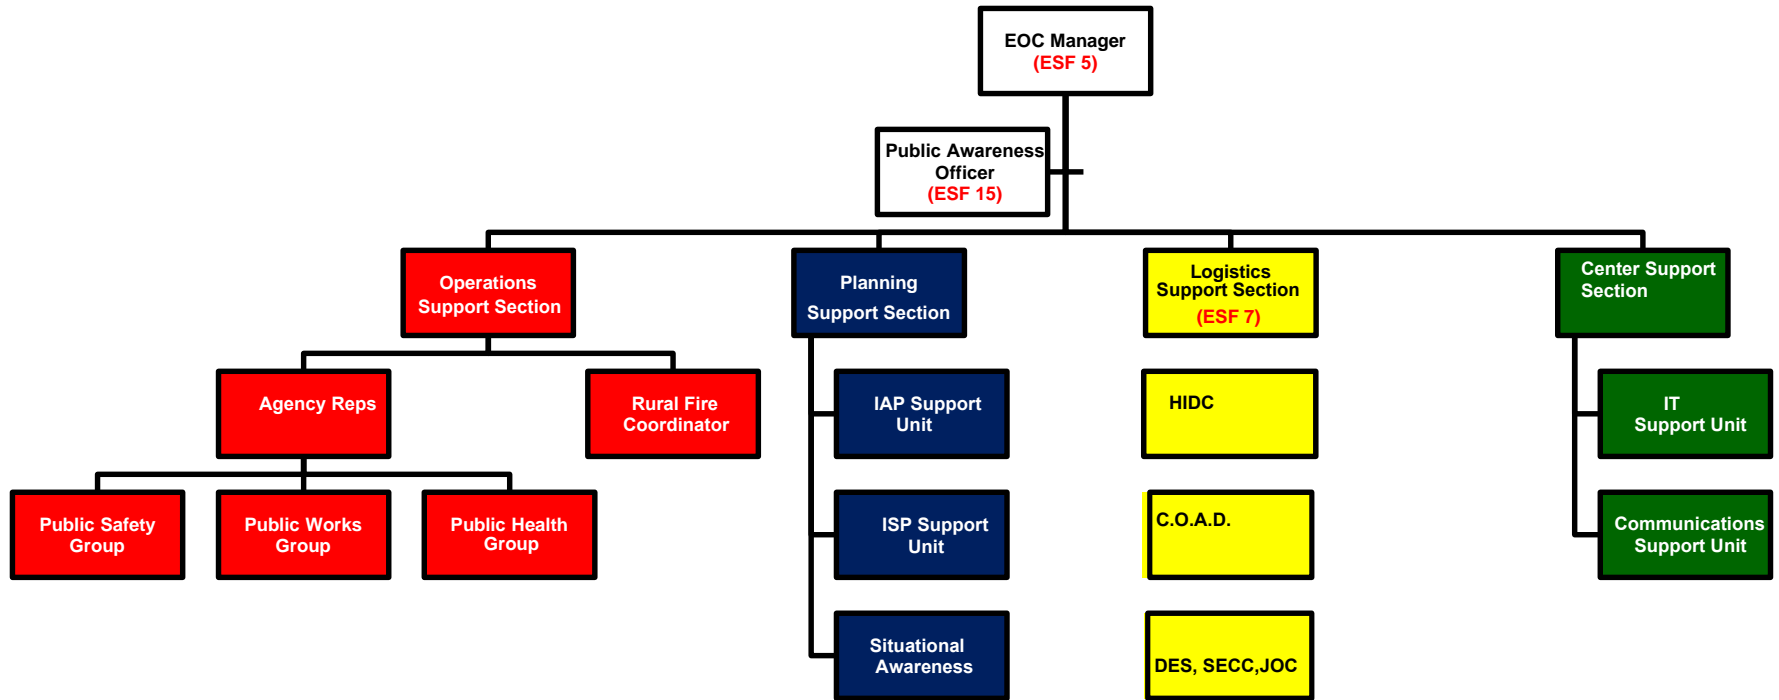 EOC Manager
(ESF 5)
Public Awareness
Officer
(ESF 15)
Operations
Support Section
Planning
Support Section
Logistics
Support Section
(ESF 7)
Center Support
Section
Agency Reps
Rural Fire
Coordinator
IAP Support
Unit
HIDC
IT
Support Unit
Public Safety
Group
Public Works
Group
Public Health
Group
ISP Support
Unit
C.O.A.D.
Communications
Support Unit
Situational
Awareness
DES, SECC,JOC